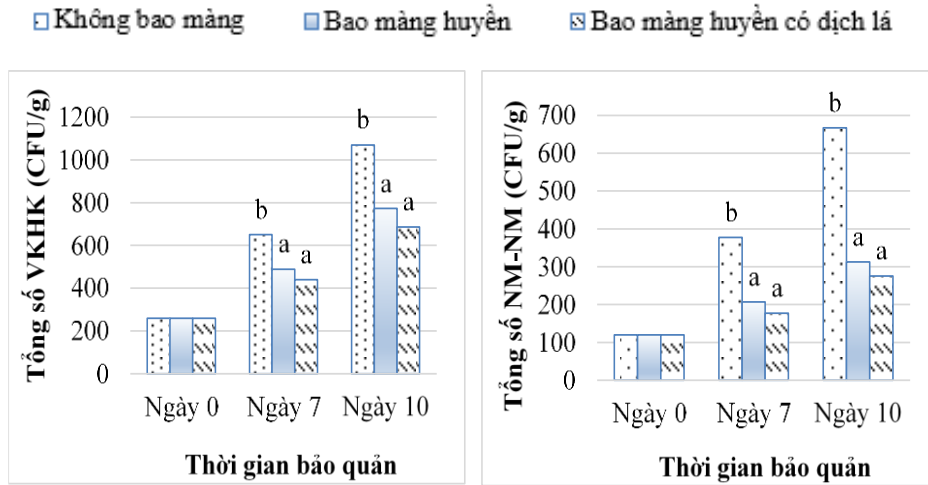 Không bao màng Bao màng huyền Bao màng huyền có dịch lá
Tổng số VKHK (CFU/g)
1200
1000
800
600
400
200
0
b
a
a
b
a
a
Ngày 0 Ngày 7 Ngày 10
Thời gian bảo quản
Tổng số NM-NM (CFU/g)
700
600
500
400
300
200
100
0
b
a
a
b
a
a
Ngày 0 Ngày 7 Ngày 10
Thời gian bảo quản